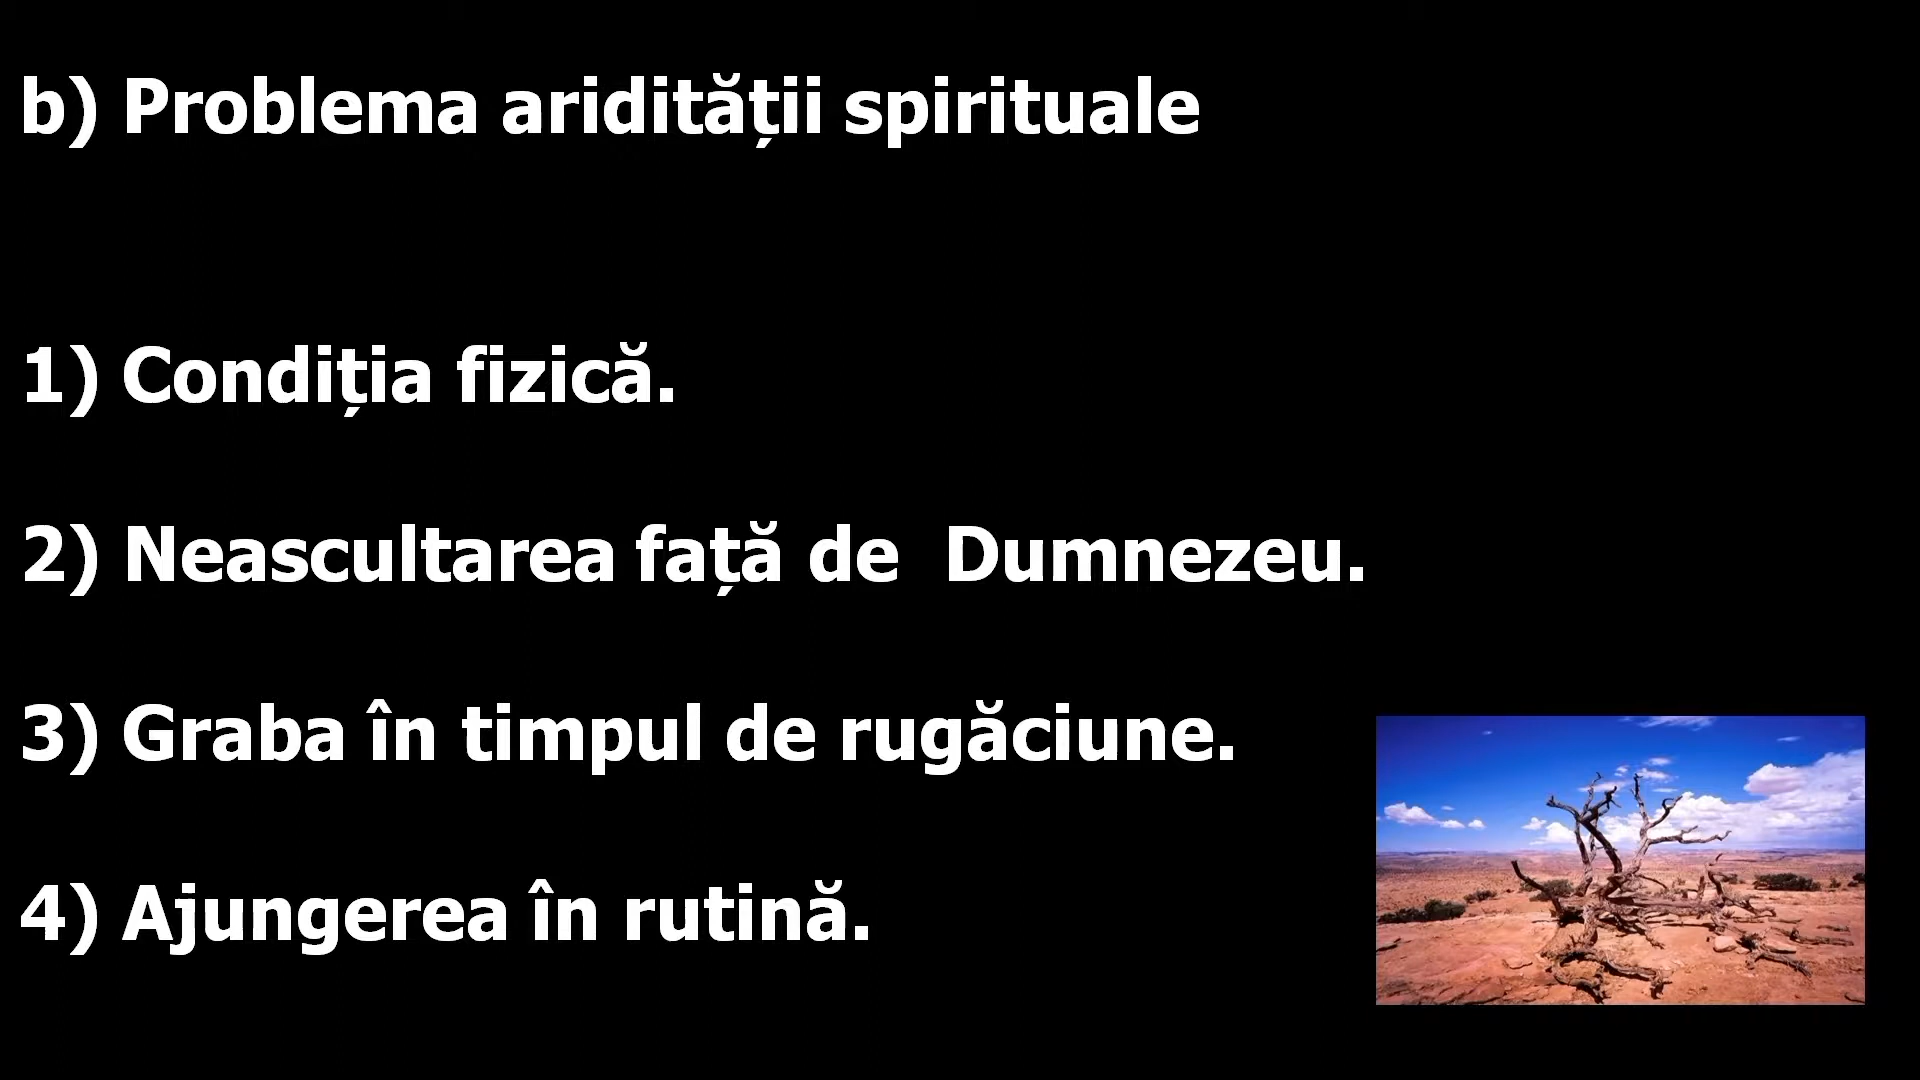 b) Problema aridității spirituale
1) Condiția fizică.
2) Neascultarea față de  Dumnezeu.
3) Graba în timpul de rugăciune.
4) Ajungerea în rutină.